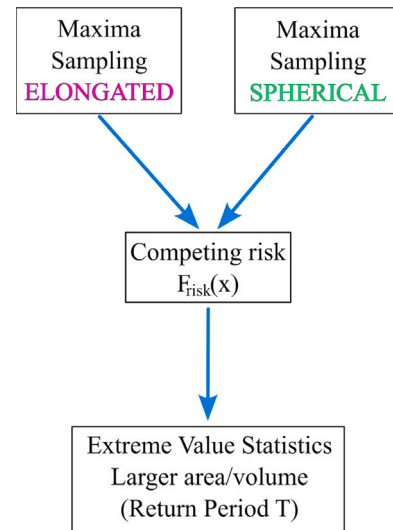 Maxima
Sampling
ELONGATED
Maxima
Sampling
SPHERICAL
Competing risk
Frisk(x)
Extreme Value Statistics
Larger area/volume
(Return Period T)